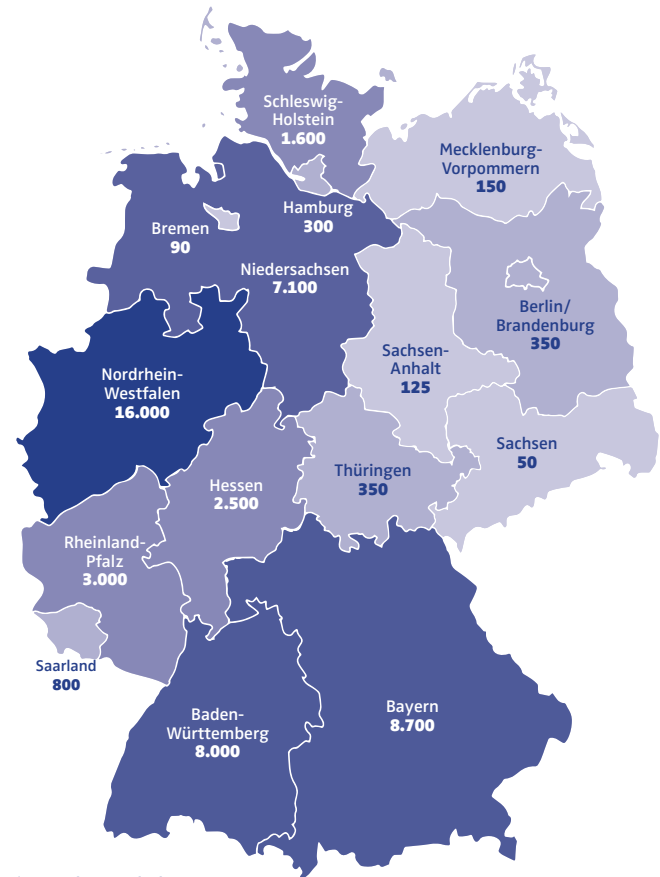 Schleswig-
Holstein
1.600
Mecklenburg-
Vorpommern
150
Hamburg
300
Bremen
90
Niedersachsen
7.100
Berlin/
Brandenburg
350
Sachsen-
Anhalt
125
Nordrhein-
Westfalen
16.000
Sachsen
50
Thüringen
350
Hessen
2.500
Rheinland-
Pfalz
3.000
Saarland
800
Bayern
8.700
Baden-
Württemberg
8.000